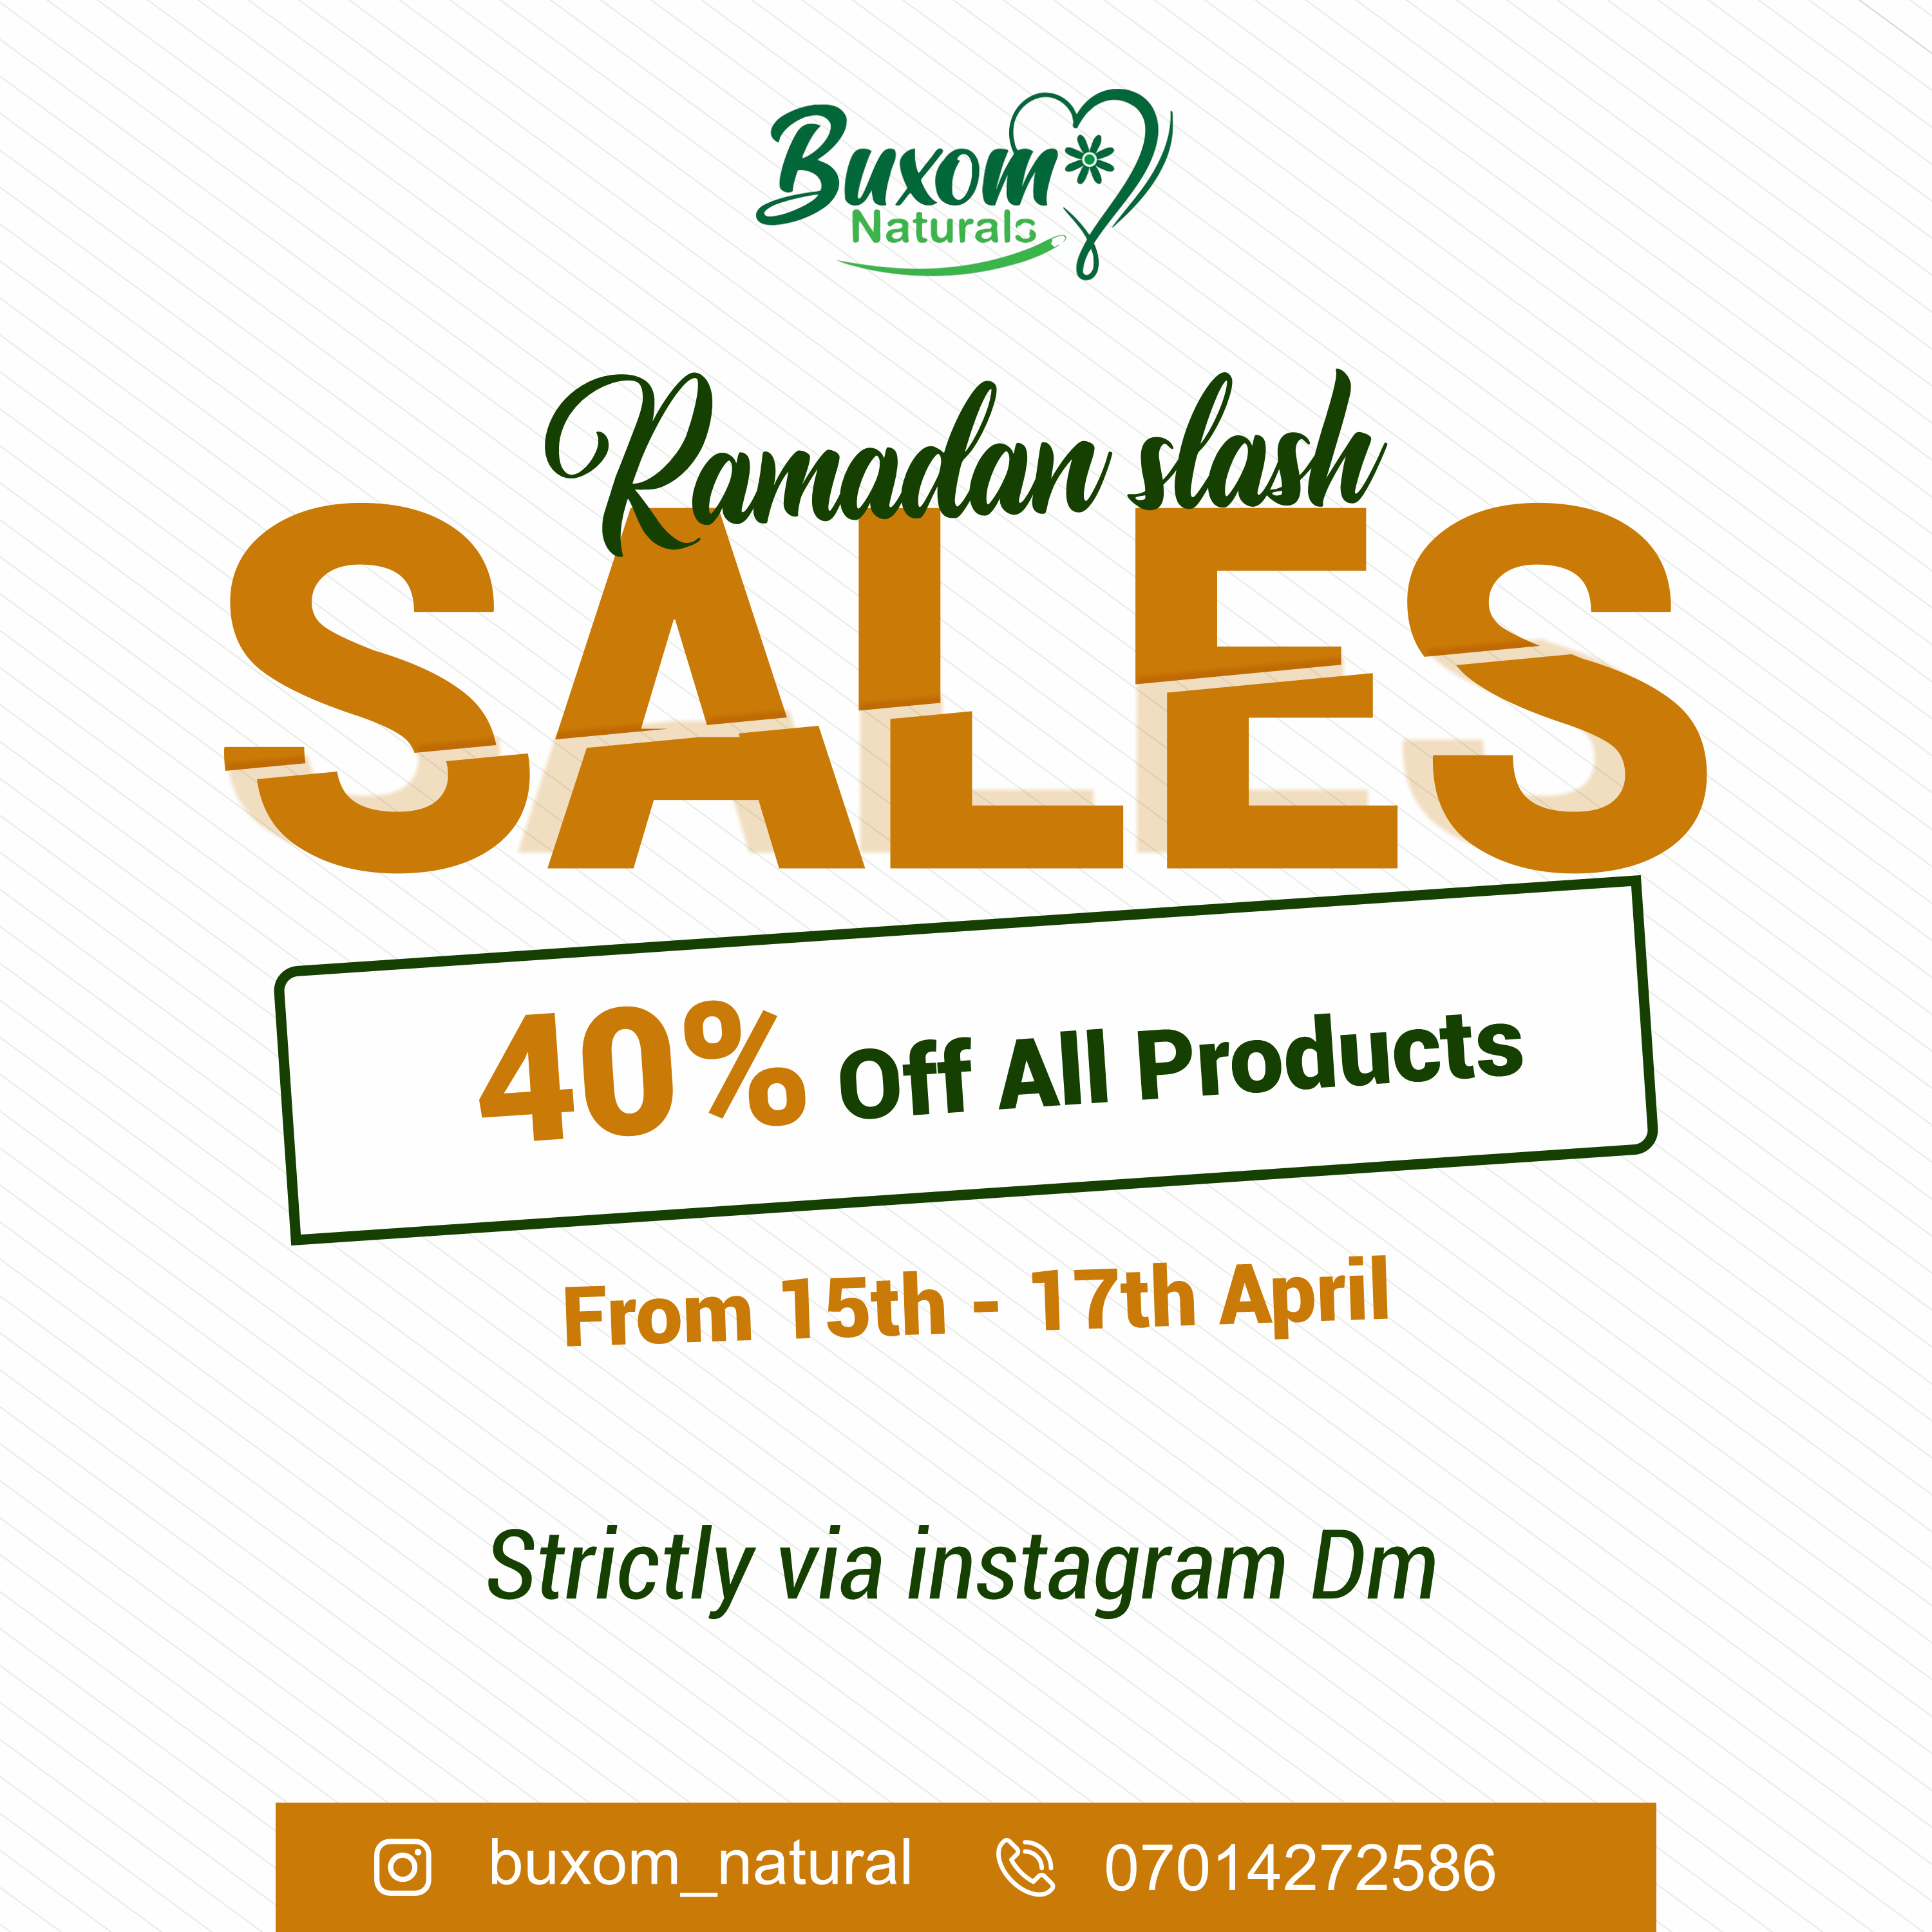 Buxom
Naturals
Ramadan slash
SALES
40% Off All Products
From 15th - 17th April
Strictly via instagram Dm
buxom_natural 07014272586